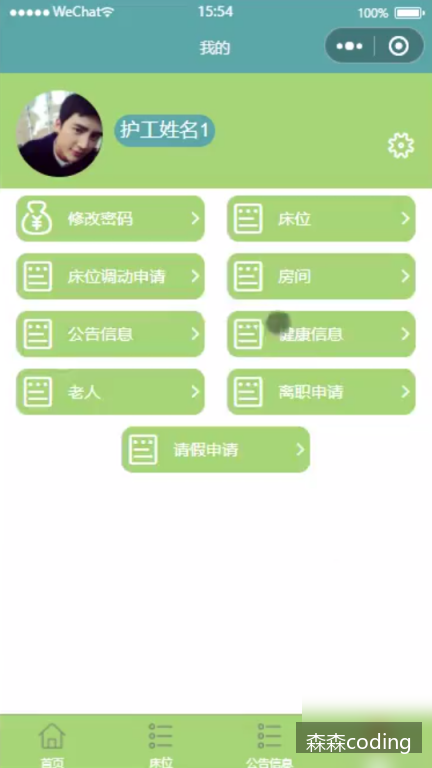 WeChat 15:54 100%
我的
护工姓名1
修改密码 床位
床位调动申请 房间
公告信息 健康信息
老人 离职申请
请假申请
首页 床位 公告信息
森森coding